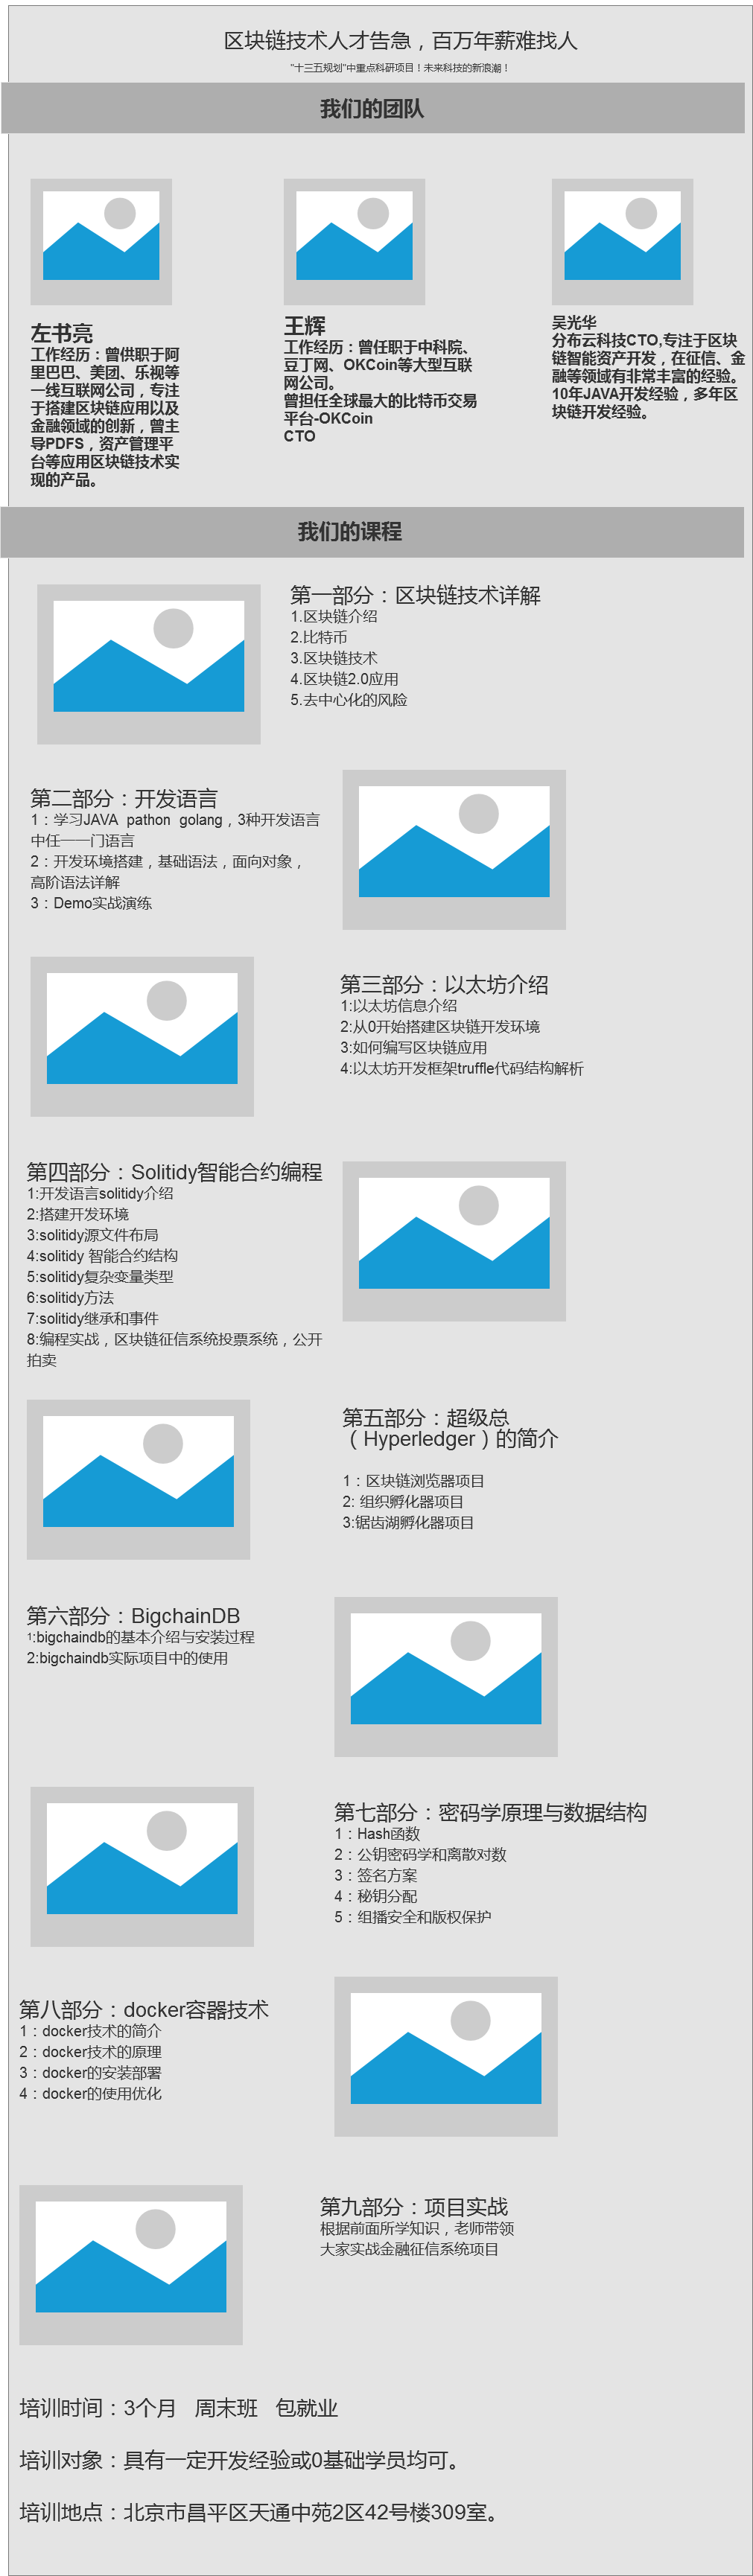 区块链技术人才告急，百万年薪难找人
"十三五规划"中重点科研项目！未来科技的新浪潮！
我们的团队
左书亮
工作经历：曾供职于阿
里巴巴、美团、乐视等
一线互联网公司，专注
于搭建区块链应用以及
金融领域的创新，曾主
导PDFS，资产管理平
台等应用区块链技术实
现的产品。
王辉
工作经历：曾任职于中科院、
豆丁网、OKCoin等大型互联
网公司。
曾担任全球最大的比特币交易
平台-OKCoin
CTO
吴光华
分布云科技CTO,专注于区块
链智能资产开发，在征信、金
融等领域有非常丰富的经验。
10年JAVA开发经验，多年区
块链开发经验。
我们的课程
第一部分：区块链技术详解
1.区块链介绍
2.比特币
3.区块链技术
4.区块链2.0应用
5.去中心化的风险
第二部分：开发语言
1：学习JAVA pathon golang，3种开发语言
中任一一门语言
2：开发环境搭建，基础语法，面向对象，
高阶语法详解
3：Demo实战演练
第三部分：以太坊介绍
1:以太坊信息介绍
2:从0开始搭建区块链开发环境
3:如何编写区块链应用
4:以太坊开发框架truffle代码结构解析
第四部分：Solitidy智能合约编程
1:开发语言solitidy介绍
2:搭建开发环境
3:solitidy源文件布局
4:solitidy 智能合约结构
5:solitidy复杂变量类型
6:solitidy方法
7:solitidy继承和事件
8:编程实战，区块链征信系统投票系统，公开
拍卖
第五部分：超级总
（Hyperledger）的简介
1：区块链浏览器项目
2: 组织孵化器项目
3:锯齿湖孵化器项目
第六部分：BigchainDB
1:bigchaindb的基本介绍与安装过程
2:bigchaindb实际项目中的使用
第七部分：密码学原理与数据结构
1：Hash函数
2：公钥密码学和离散对数
3：签名方案
4：秘钥分配
5：组播安全和版权保护
第八部分：docker容器技术
1：docker技术的简介
2：docker技术的原理
3：docker的安装部署
4：docker的使用优化
第九部分：项目实战
根据前面所学知识，老师带领
大家实战金融征信系统项目
培训时间：3个月 周末班 包就业
培训对象：具有一定开发经验或0基础学员均可。
培训地点：北京市昌平区天通中苑2区42号楼309室。